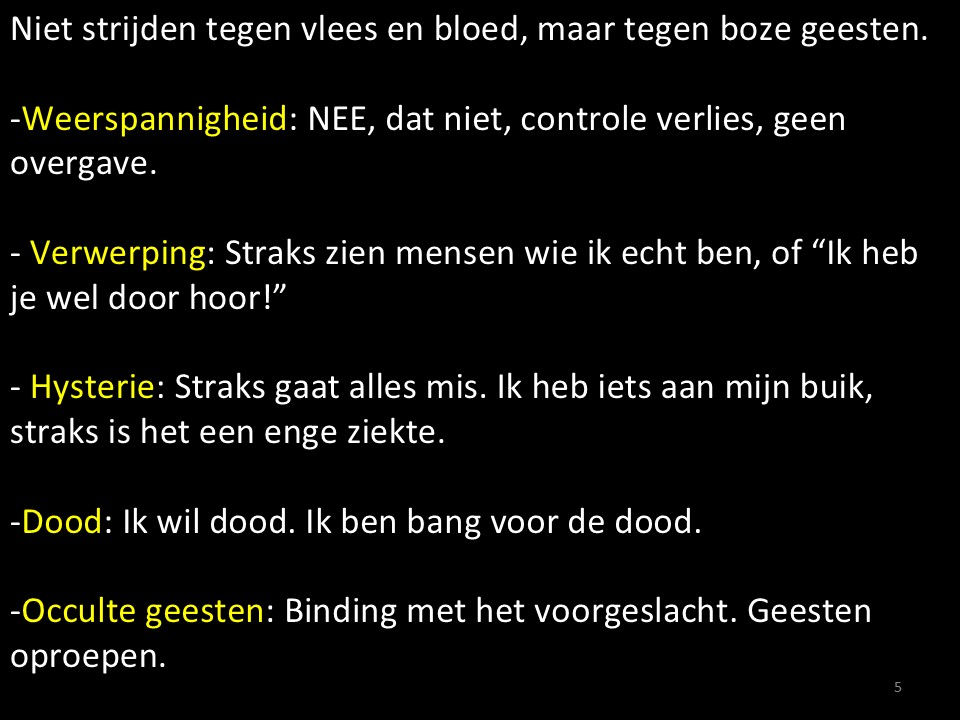 Niet strijden tegen vlees en bloed, maar tegen boze geesten.
-Weerspannigheid: NEE, dat niet, controle verlies, geen
overgave.
- Verwerping: Straks zien mensen wie ik echt ben, of “Ik heb
je wel door hoor!”
- Hysterie: Straks gaat alles mis. Ik heb iets aan mijn buik,
straks is het een enge ziekte.
-Dood: Ik wil dood. Ik ben bang voor de dood.
-Occulte geesten: Binding met het voorgeslacht. Geesten
oproepen.
5